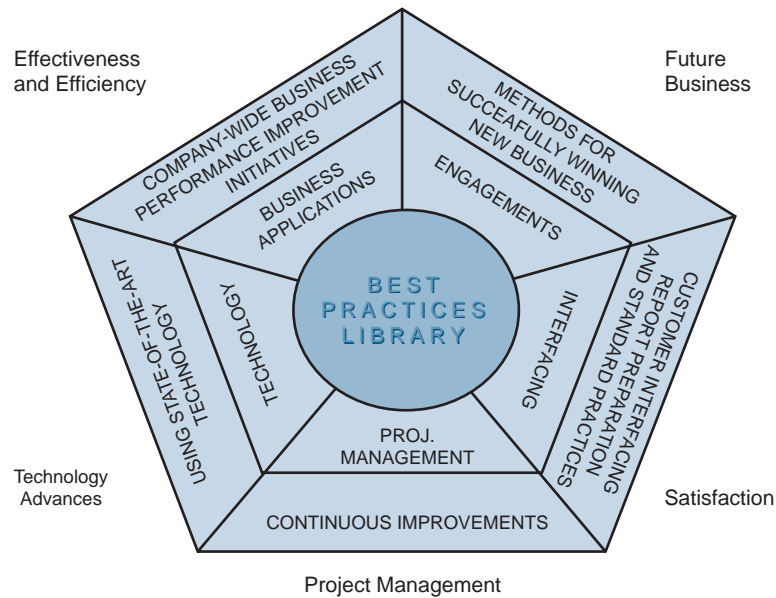 Effectiveness
and Efficiency
Future
Business
COMPANY-WIDE BUSINESS
PERFORMANCE IMPROVEMENT
INITIATIVES
METHODS FOR
SUCCEAFULLY WINNING
NEW BUSINESS
BUSINESS
APPLICATIONS
ENGAGEMENTS
BEST
PRACTICES
LIBRARY
USING STATE-OF-THE-ART
TECHNOLOGY
TECHNOLOGY
INTERFACING
CUSTOMER INTERFACING
REPORT PREPARATION
AND STANDARD PRACTICES
PROJ.
MANAGEMENT
CONTINUOUS IMPROVEMENTS
Technology
Advances
Satisfaction
Project Management